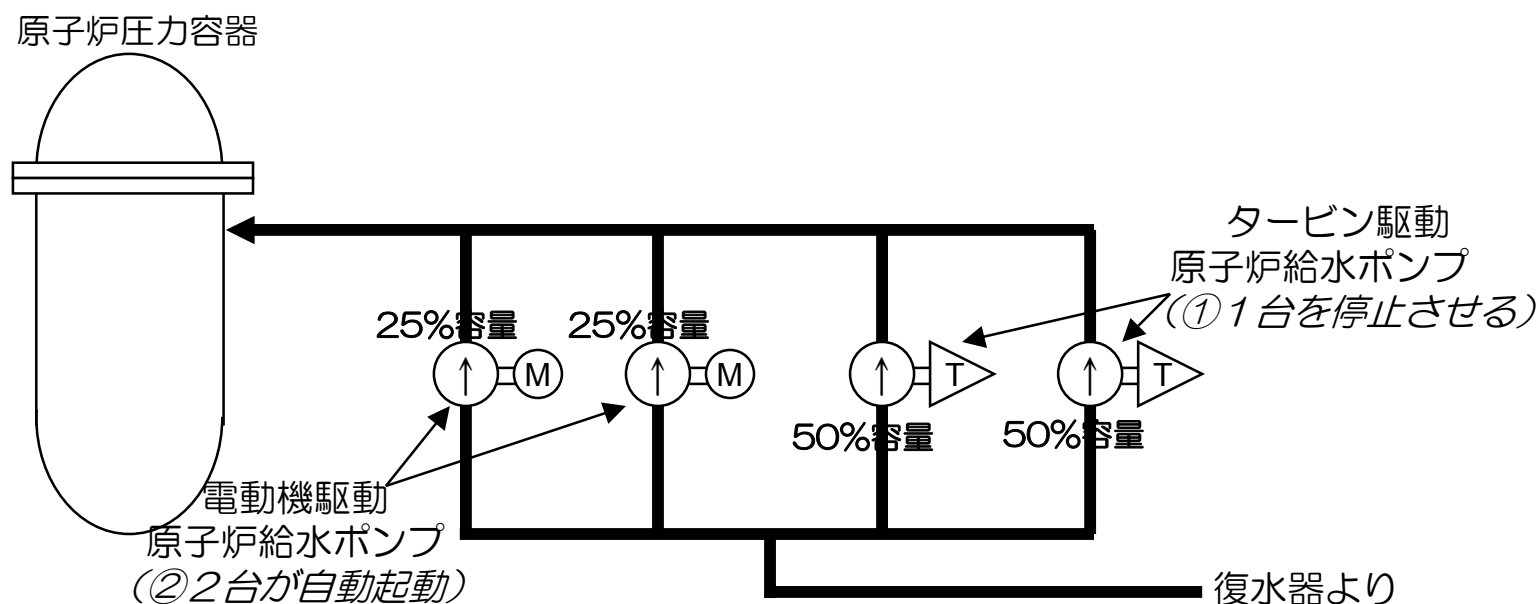 原子炉圧力容器
タービン駆動
原子炉給水ポンプ
(①1台を停止させる)
25%容量
25%容量
M
M
T
T
50%容量
50%容量
電動機駆動
原子炉給水ポンプ
(②2台が自動起動)
復水器より